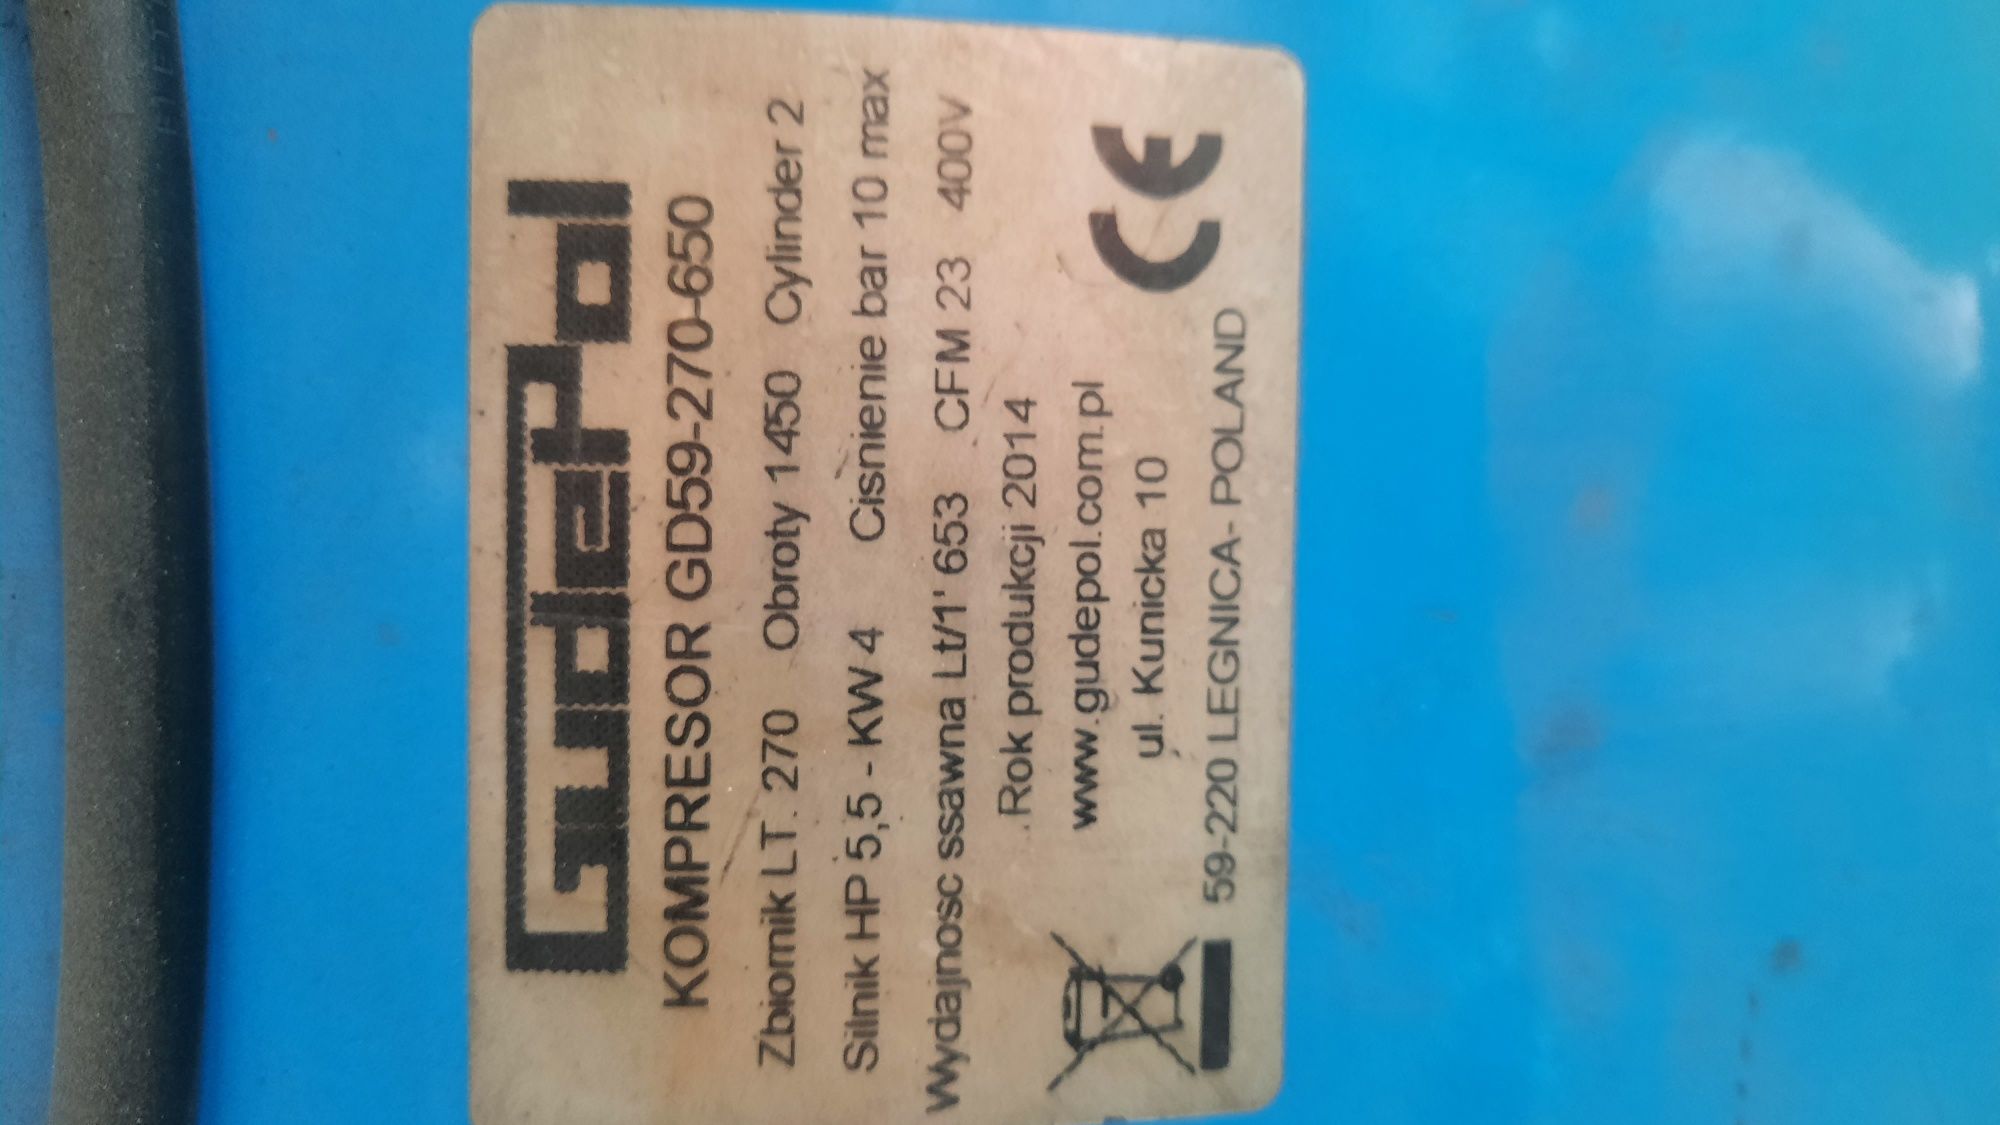 Gudepol
KOMPRESOR GD59-270-650
Zbiornik LT. 270 Obroty 1450 Cylinder 2
Silnik HP 5,5 - KW 4 Cisnienie bar 10 max
Wydajnosc ssawna Lt/1' 653 CFM 23 400V
Rok produkcji 2014
www.gudepol.com.pl
ul. Kunicka 10
59-220 LEGNICA- POLAND
CE